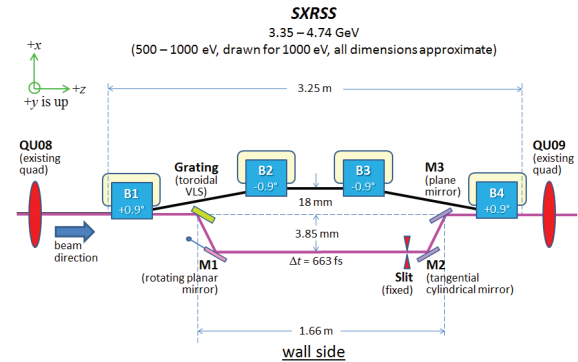 SXRSS
3.35 – 4.74 GeV
(500 – 1000 eV, drawn for 1000 eV, all dimensions approximate)
+x
+z
+y is up
3.25 m
QU08
(existing
quad)
Grating
(toroidal
VLS)
B1
+0.9°
B2
-0.9°
B3
-0.9°
M3
(plane
mirror)
B4
+0.9°
QU09
(existing
quad)
18 mm
3.85 mm
beam
direction
M1
(rotating planar
mirror)
Δt = 663 fs
Slit
(fixed)
M2
(tangential
cylindrical mirror)
1.66 m
wall side